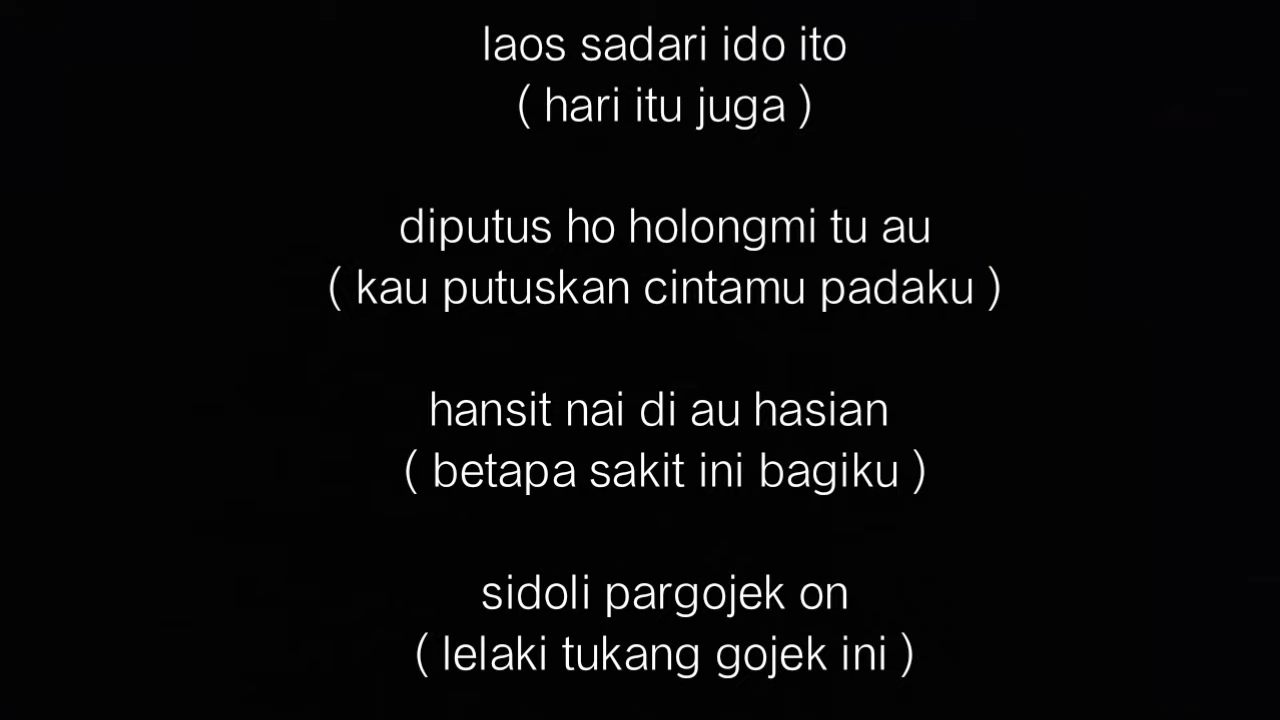 laos sadari ido ito
( hari itu juga )
diputus ho holongmi tu au
( kau putuskan cintamu padaku )
hansit nai di au hasian
( betapa sakit ini bagiku )
sidoli pargojek on
( lelaki tukang gojek ini )